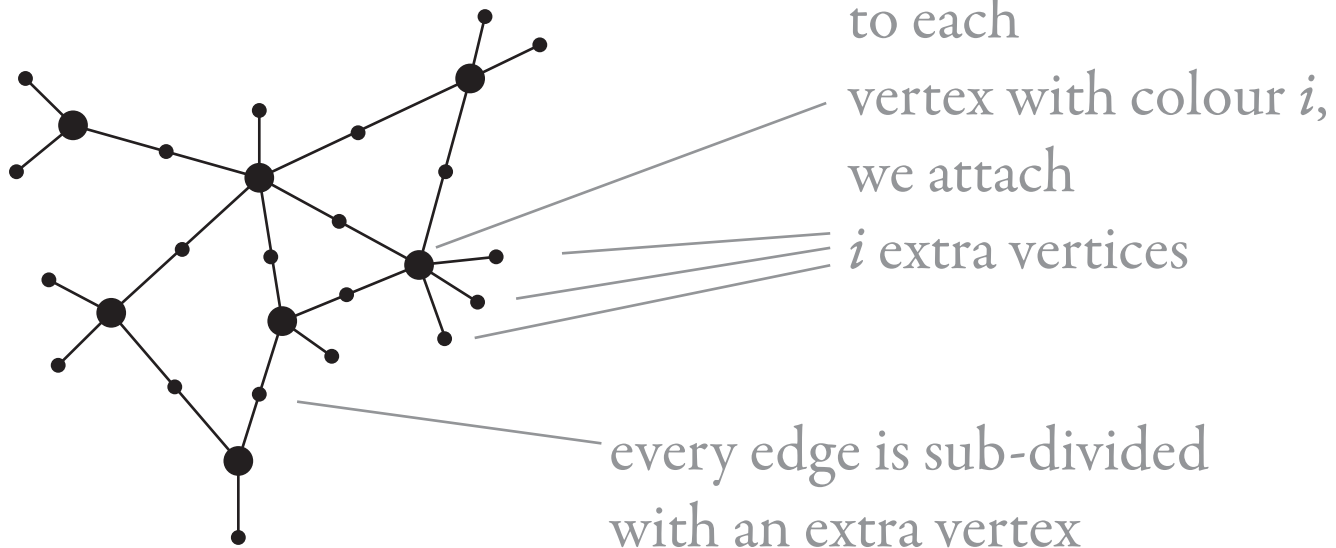 to each
vertex with colour i,
we attach
i extra vertices
every edge is sub-divided
with an extra vertex